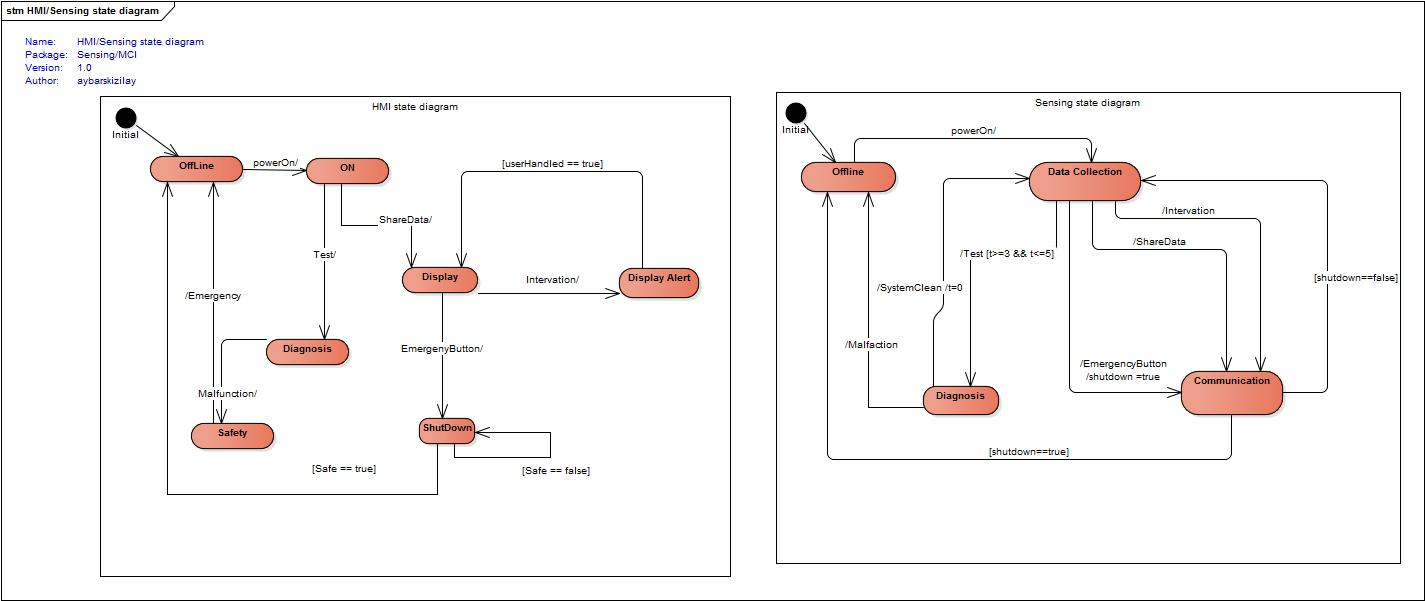 stm HMI/Sensing state diagram
Name: HMI/Sensing state diagram
Package: Sensing/MCI
Version: 1.0
Author: aybarskizilay
HMI state diagram
Initial
OffLine
powerOn/
ON
[userHandled == true]
ShareData/
Test/
Display
Intervation/
Display Alert
/Emergency
EmergenyButton/
Diagnosis
Malfunction/
Safety
ShutDown
[Safe == true]
[Safe == false]
Sensing state diagram
Initial
powerOn/
Offline
Data Collection
/Intervation
/ShareData
/Test [t>=3 && t<=5]
[shutdown==false]
/SystemClean /t=0
/Malfaction
/EmergencyButton
/shutdown =true
Communication
Diagnosis
[shutdown==true]